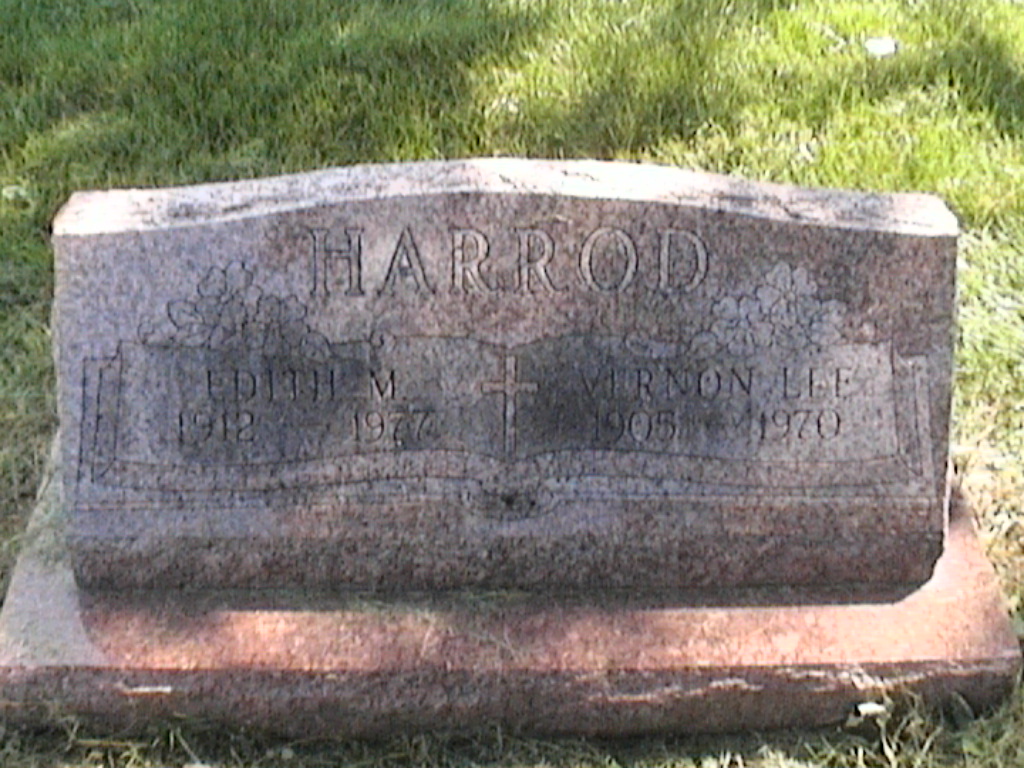 HARROD
EDITH M. VERNON LEE
1912 1977 1905 1970